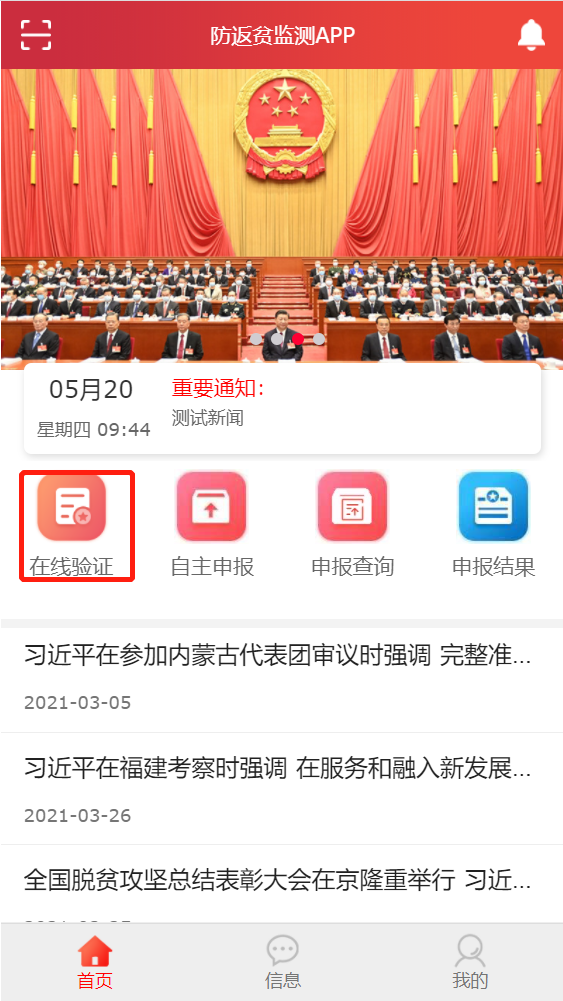 防返贫监测APP
05月20
重要通知：
星期四 09:44
测试新闻
在线验证
自主申报
申报查询
申报结果
习近平在参加内蒙古代表团审议时强调 完整准...
2021-03-05
习近平在福建考察时强调 在服务和融入新发展...
2021-03-26
全国脱贫攻坚总结表彰大会在京隆重举行 习近...
首页
信息
我的